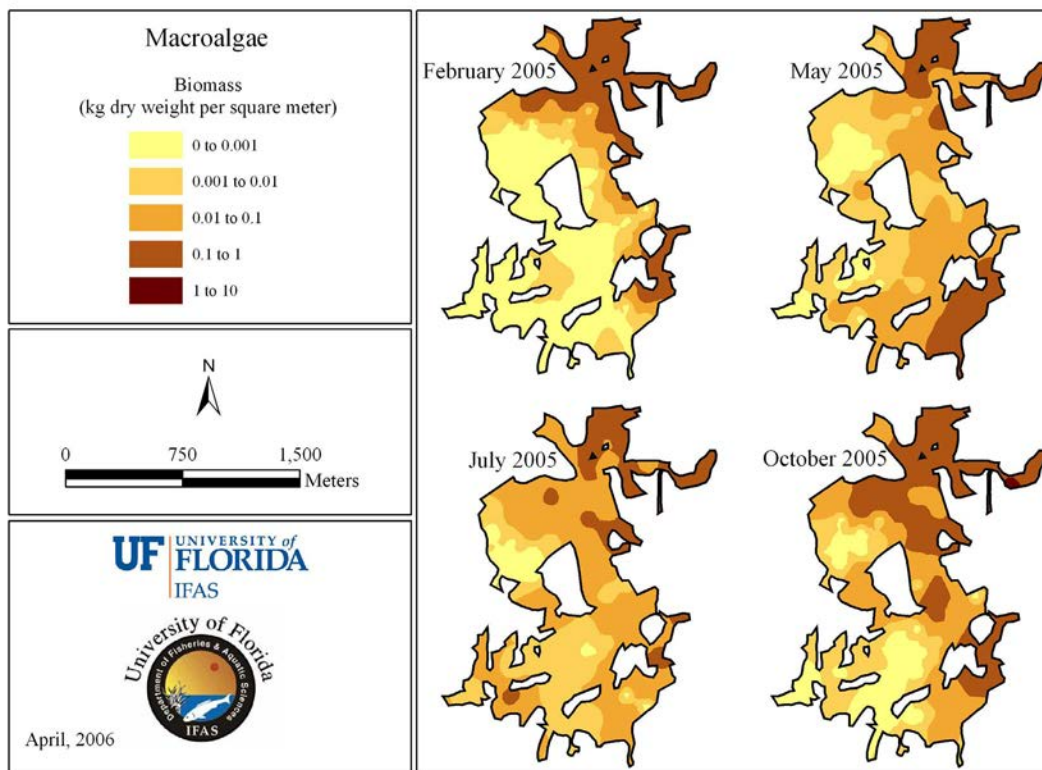 Macroalgae
Biomass
(kg dry weight per square meter)
0 to 0.001
0.001 to 0.01
0.01 to 0.1
0.1 to 1
1 to 10
N
0 750 1,500
Meters
UF UNIVERSITY of
FLORIDA
IFAS
University of Florida
Department of Fisheries & Aquatic Sciences
IFAS
April, 2006
February 2005
May 2005
July 2005
October 2005